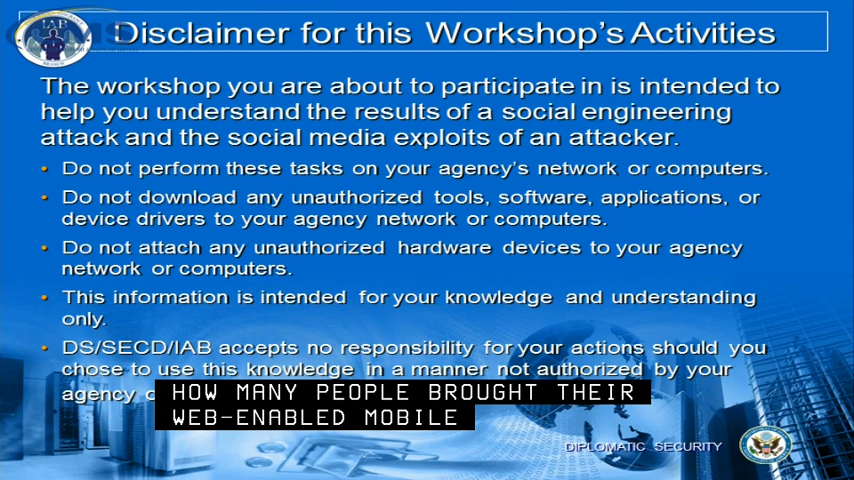 IAB
BRANCH
Disclaimer for this Workshop's Activities
The workshop you are about to participate in is intended to
help you understand the results of a social engineering
attack and the social media exploits of an attacker.
• Do not perform these tasks on your agency's network or computers.
• Do not download any unauthorized tools, software, applications, or
device drivers to your agency network or computers.
• Do not attach any unauthorized hardware devices to your agency
network or computers.
• This information is intended for your knowledge and understanding
only.
• DS/SECD/IAB accepts no responsibility for your actions should you
chose to use this knowledge in a manner not authorized by your
agency
HOW MANY PEOPLE BROUGHT THEIR
WEB-ENABLED MOBILE
DIPLOMATIC SECURITY